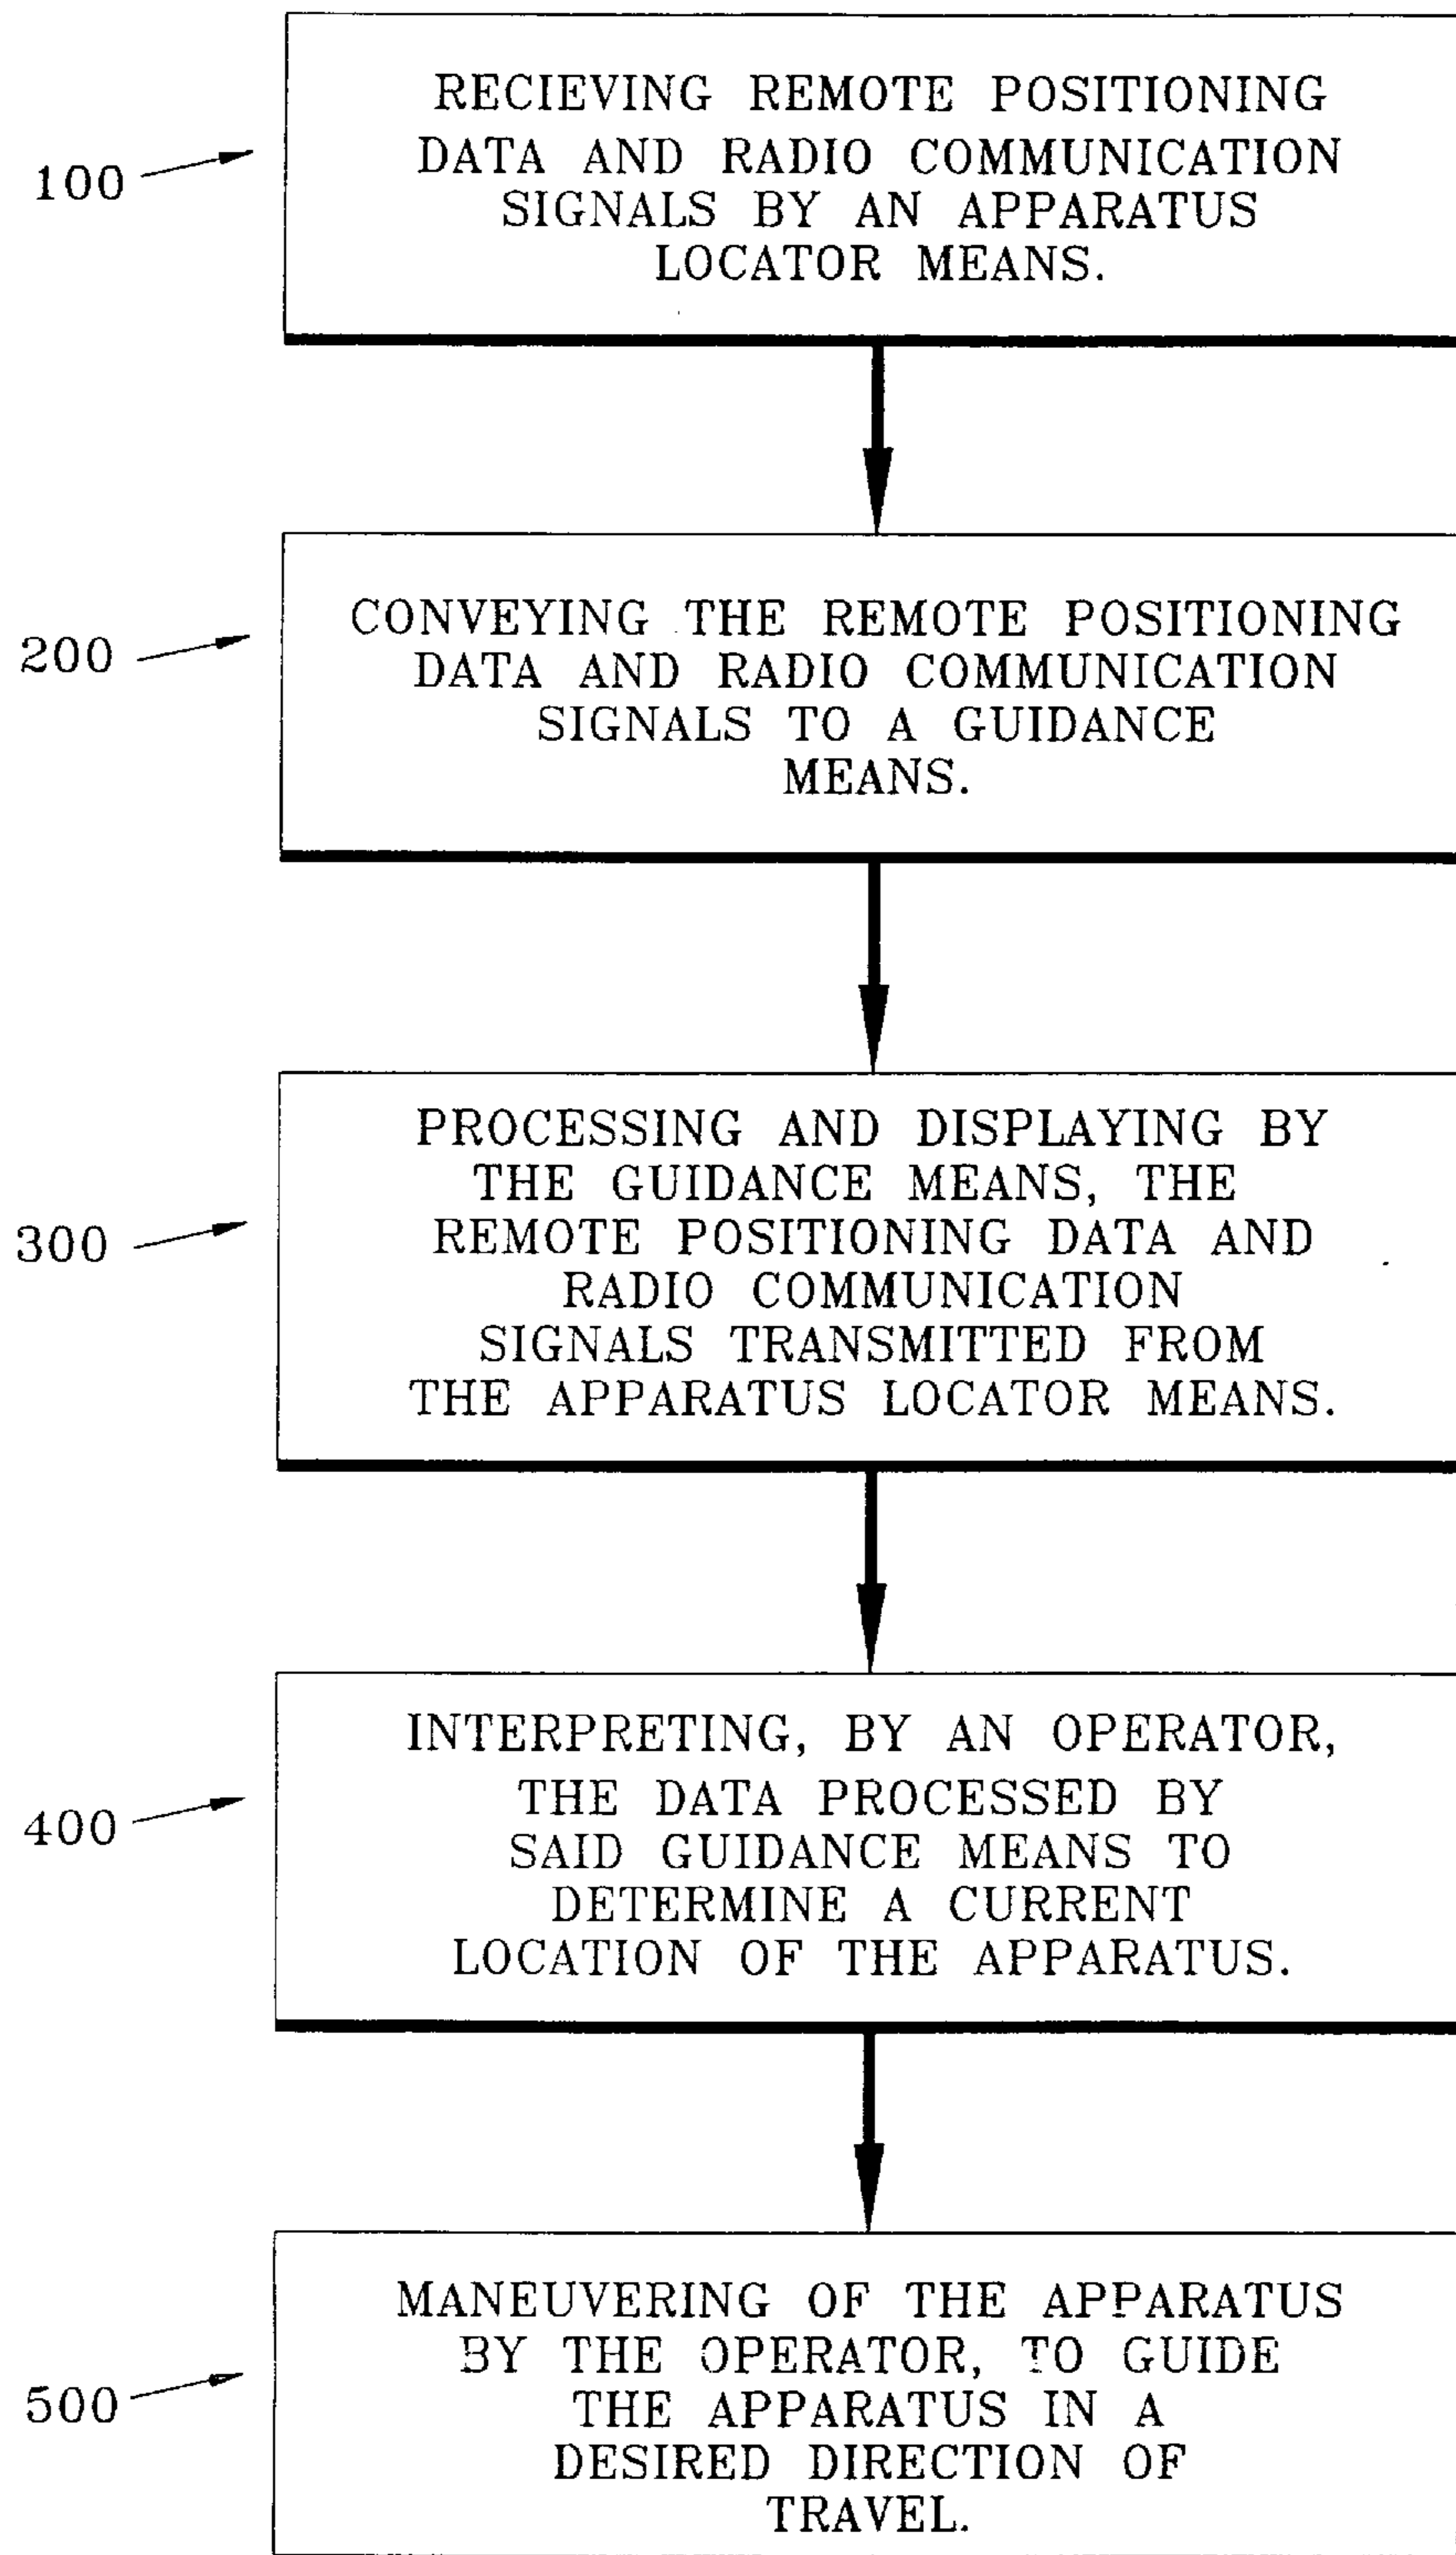 RECIEVING REMOTE POSITIONING
DATA AND RADIO COMMUNICATION
100
SIGNALS BY AN APPARATUS
LOCATOR MEANS.
CONVEYING THE REMOTE POSITIONING
200
DATA AND RADIO COMMUNICATION
SIGNALS TO A GUIDANCE
MEANS.
PROCESSING AND DISPLAYING BY
THE GUIDANCE MEANS, THE
300
REMOTE POSITIONING DATA AND
RADIO COMMUNICATION
SIGNALS TRANSMITTED FROM
THE APPARATUS LOCATOR MEANS.
INTERPRETING, BY AN OPERATOR,
THE DATA PROCESSED BY
400
SAID GUIDANCE MEANS TO
DETERMINE A CURRENT
LOCATION OF THE APPARATUS.
MANEUVERING OF THE APPARATUS
BY THE OPERATOR, TO GUIDE
500
THE APPARATUS IN A
DESIRED DIRECTION OF
TRAVEL.